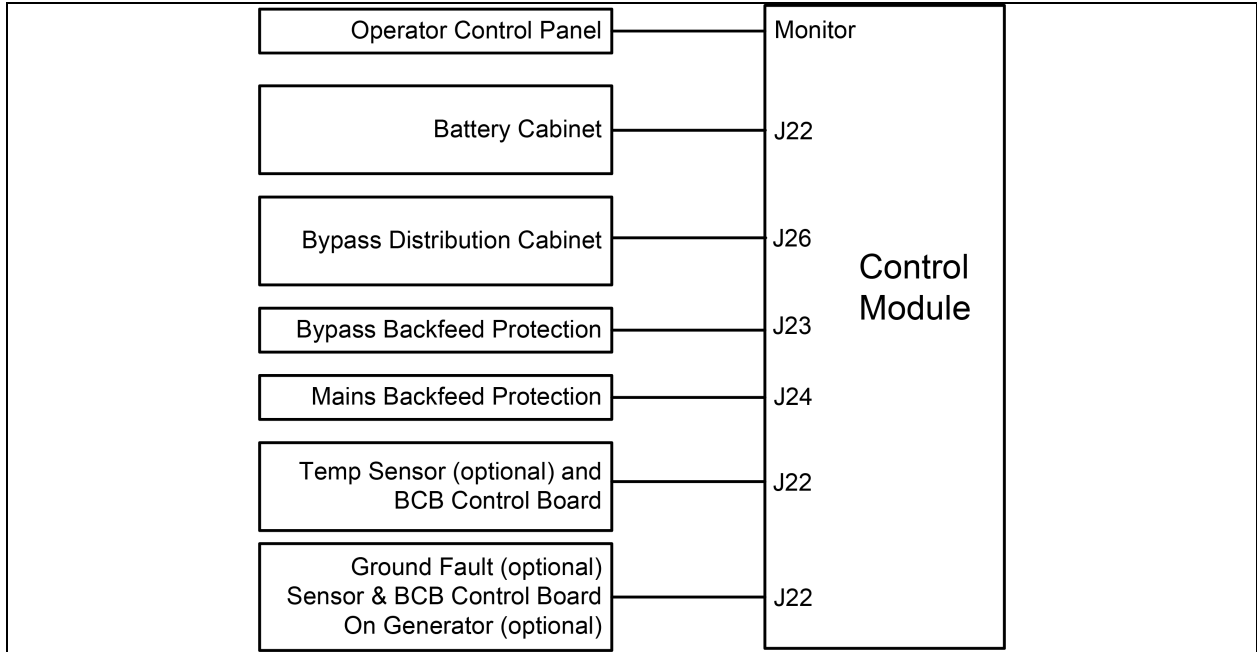 Operator Control Panel
Monitor
Battery Cabinet
J22
Bypass Distribution Cabinet
J26
Bypass Backfeed Protection
J23
Mains Backfeed Protection
J24
Temp Sensor (optional) and
BCB Control Board
J22
Ground Fault (optional)
Sensor & BCB Control Board
On Generator (optional)
J22
Control
Module